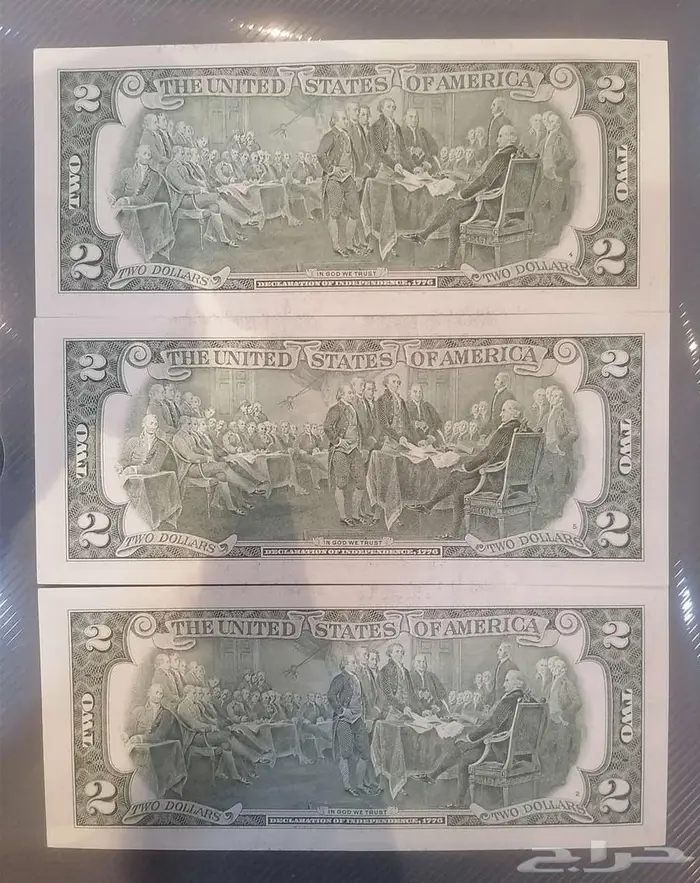 2 THE UNITED STATES OF AMERICA 2
TWO TWO
2 TWO DOLLARS IN GOD WE TRUST TWO DOLLARS 2
DECLARATION OF INDEPENDENCE, 1776
2 THE UNITED STATES OF AMERICA 2
TWO TWO
5
2 TWO DOLLARS IN GOD WE TRUST TWO DOLLARS 2
DECLARATION OF INDEPENDENCE, 1776
2 THE UNITED STATES OF AMERICA 2
TWO TWO
2
2 TWO DOLLARS IN GOD WE TRUST TWO DOLLARS 2
DECLARATION OF INDEPENDENCE, 1776
حراج